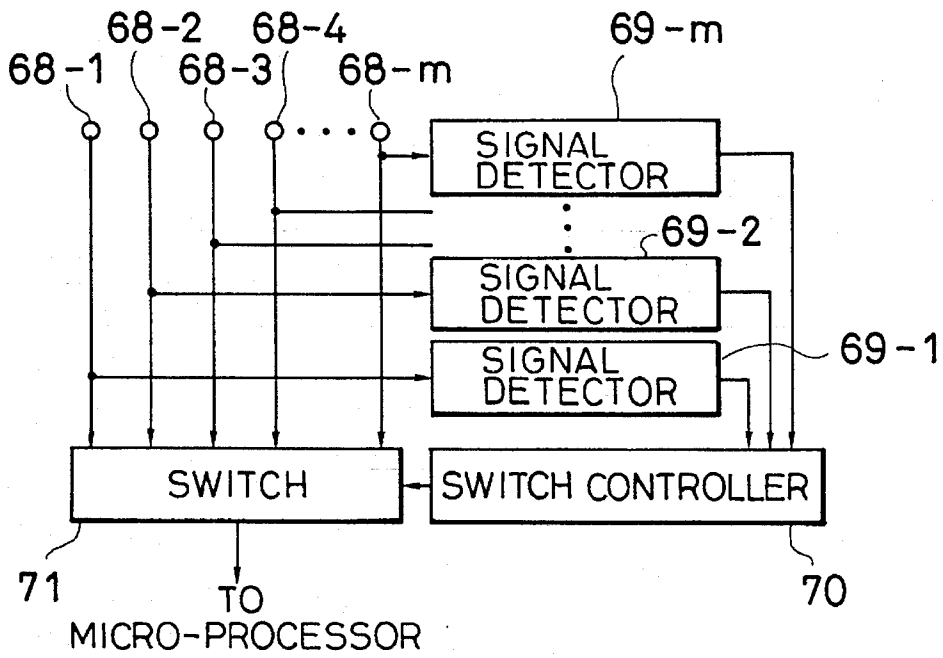 68-2
68-4
69-m
68-1
68-3
68-m
SIGNAL
DETECTOR
69-2
SIGNAL
DETECTOR
SIGNAL
DETECTOR
69-1
SWITCH
SWITCH CONTROLLER
71
TO
MICRO-PROCESSOR
70